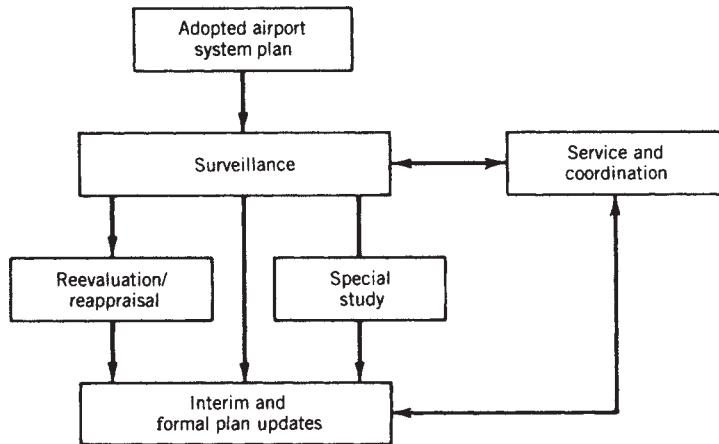 Adopted airport
system plan
Surveillance
Service and
coordination
Reevaluation/
reappraisal
Special
study
Interim and
formal plan updates